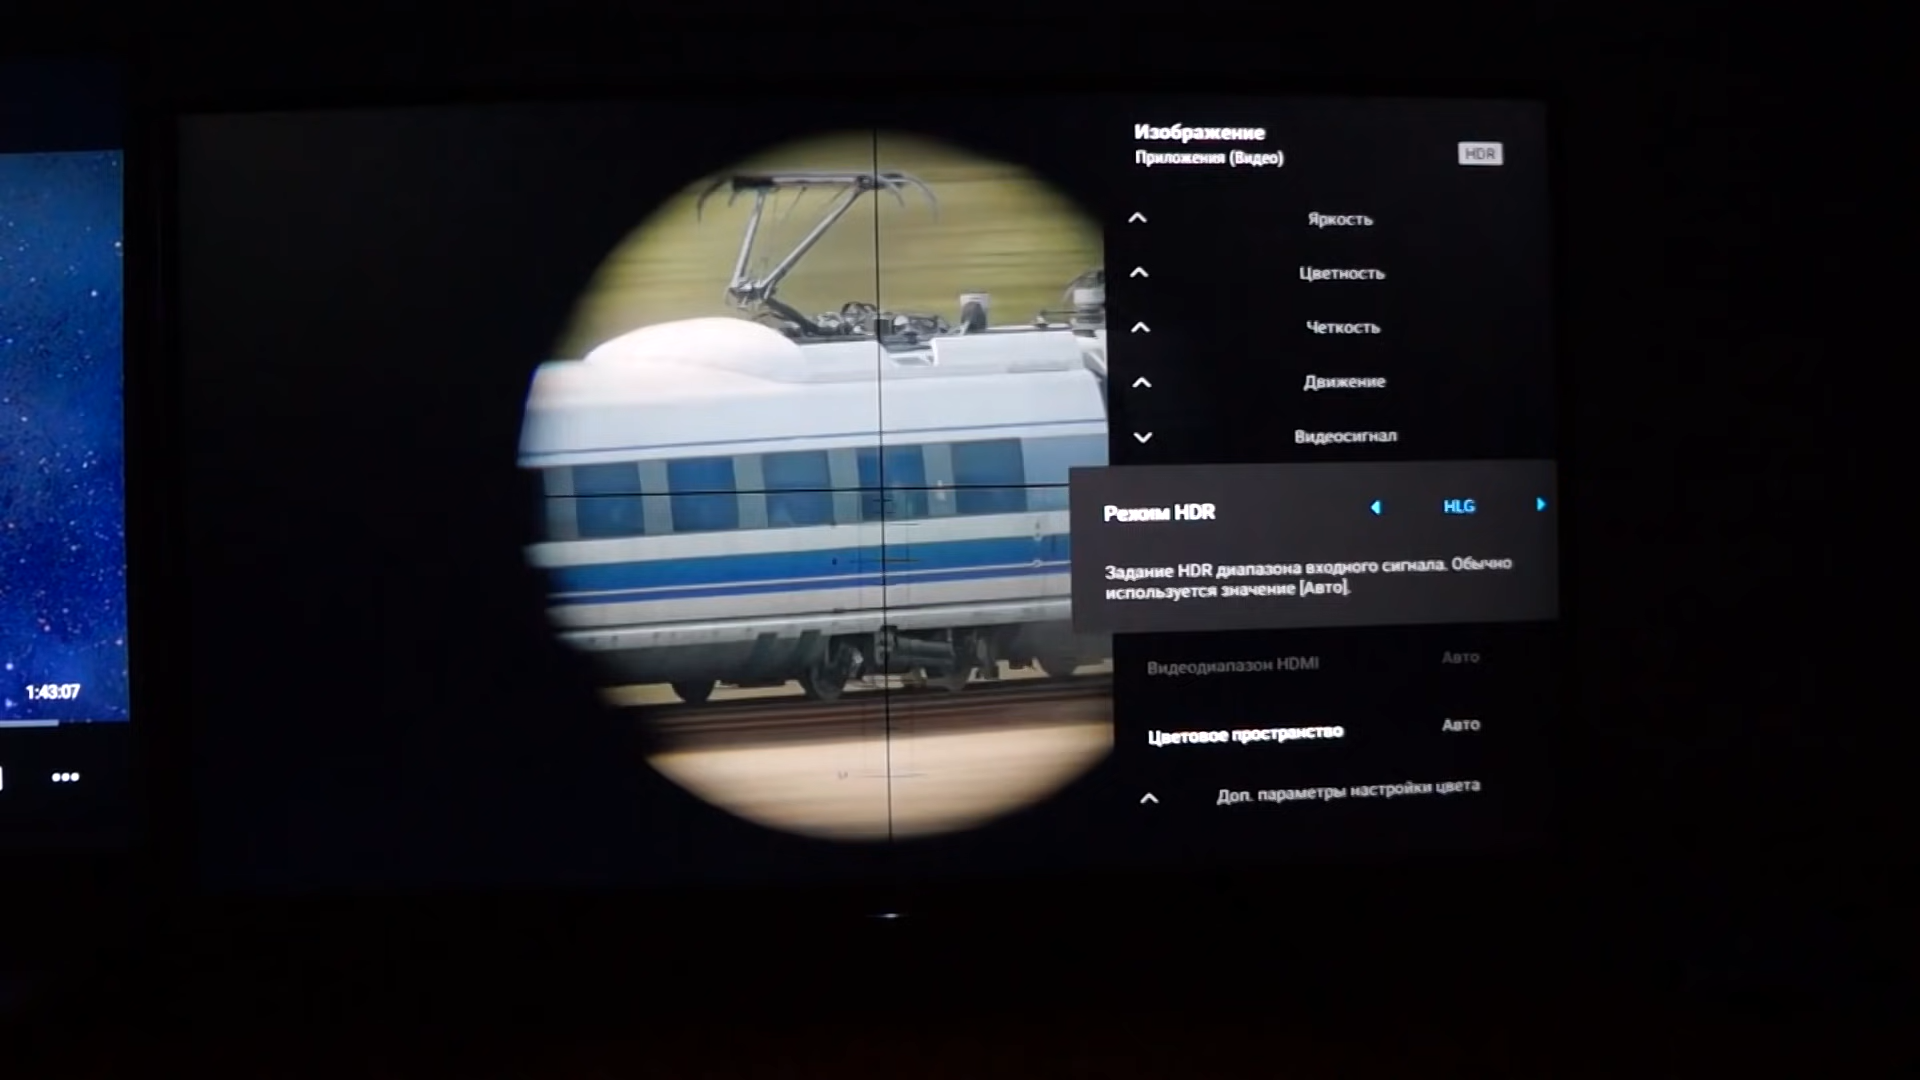 Изображение
Приложения (Видео)
HDR
Яркость
Цветность
Четкость
Движение
Видеосигнал
Режим HDR
HLG
Задание HDR диапазона входного сигнала. Обычно
используется значение [Авто].
Видеодиапазон HDMI
Авто
Цветовое пространство
Авто
Доп. параметры настройки цвета
1:43:07